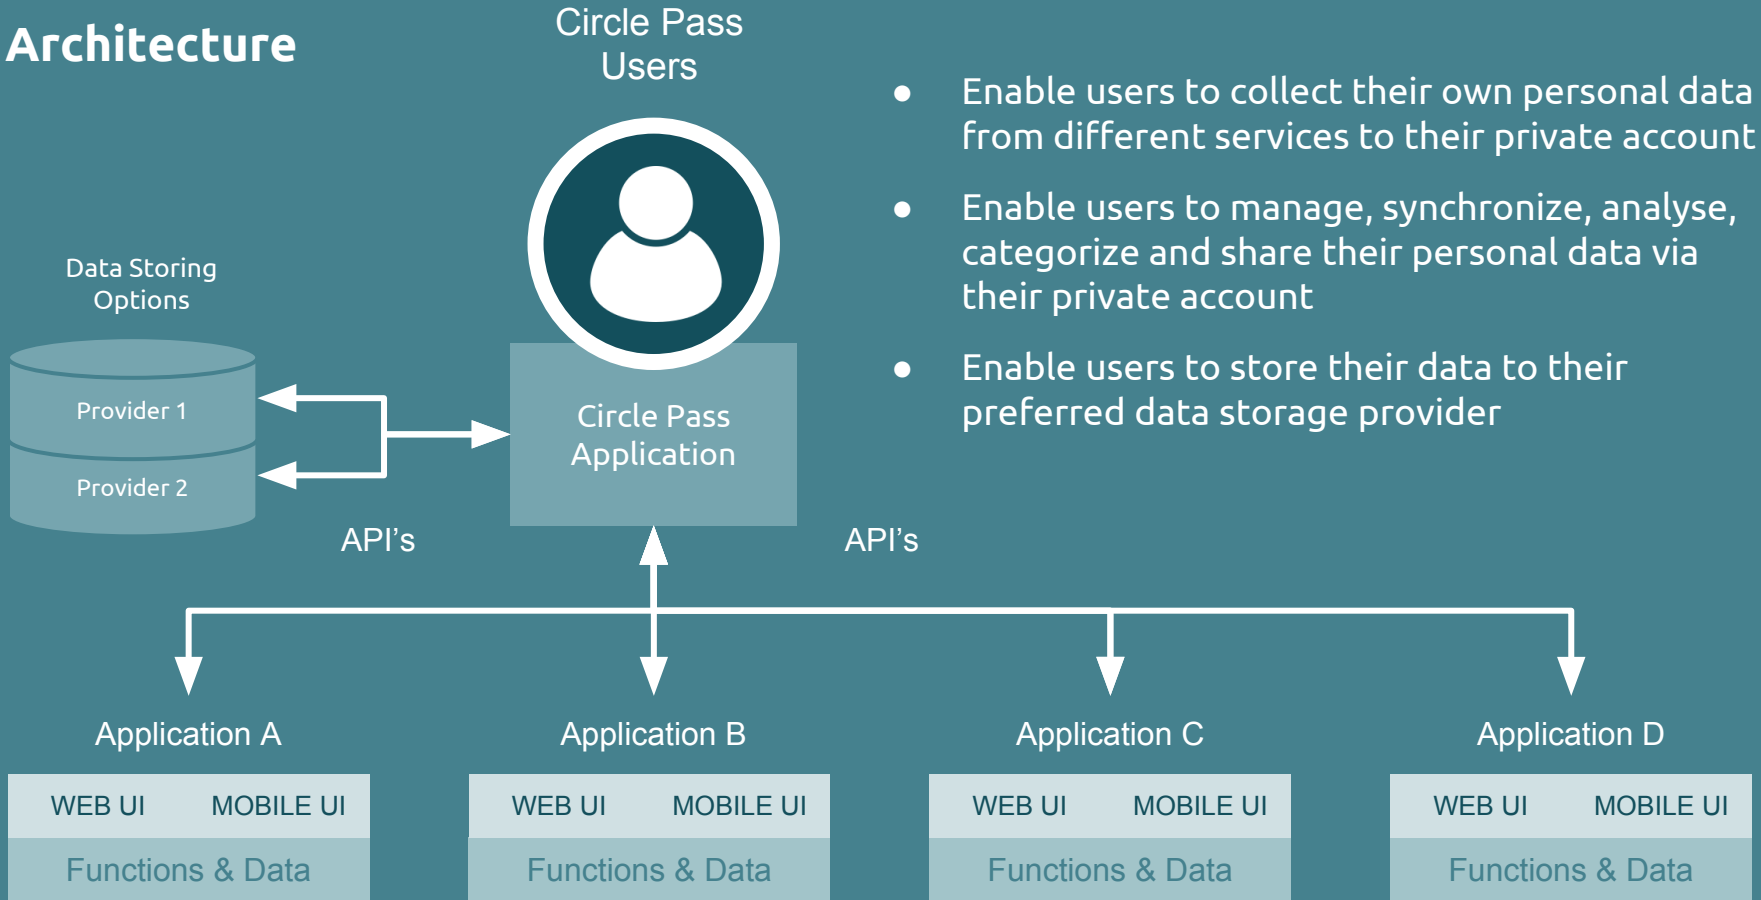 Architecture
Circle Pass
Users
● Enable users to collect their own personal data
from different services to their private account
● Enable users to manage, synchronize, analyse,
categorize and share their personal data via
their private account
● Enable users to store their data to their
preferred data storage provider
Data Storing
Options
Provider 1
Provider 2
Circle Pass
Application
API’s
API’s
Application A
Application B
Application C
Application D
WEB UI MOBILE UI
WEB UI MOBILE UI
WEB UI MOBILE UI
WEB UI MOBILE UI
Functions & Data
Functions & Data
Functions & Data
Functions & Data